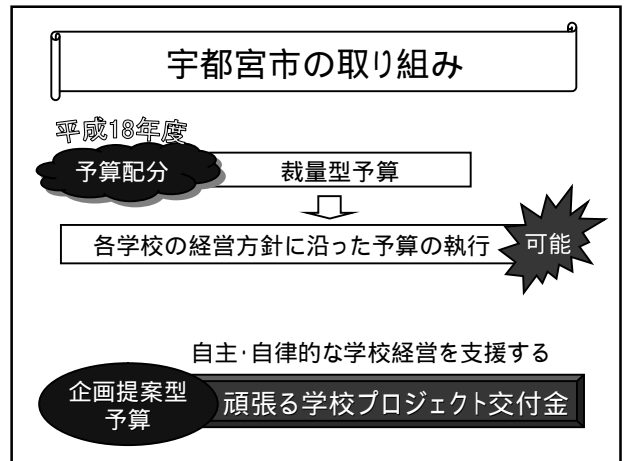 宇都宮市の取り組み
平成18年度
予算配分
裁量型予算
各学校の経営方針に沿った予算の執行
可能
自主・自律的な学校経営を支援する
企画提案型
予算
頑張る学校プロジェクト交付金